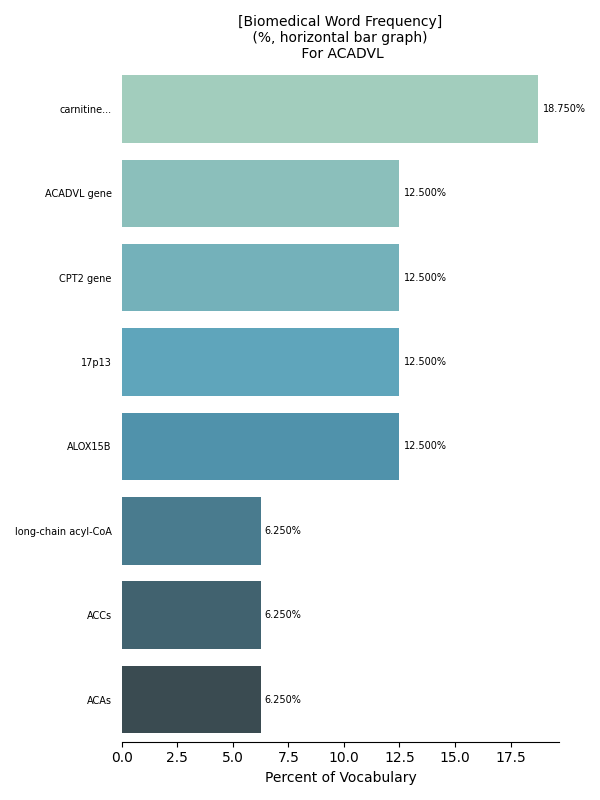 [Biomedical Word Frequency]
(%, horizontal bar graph)
For ACADVL
carnitine...
18.750%
ACADVL gene
12.500%
CPT2 gene
12.500%
17p13
12.500%
ALOX15B
12.500%
long-chain acyl-CoA
6.250%
ACCs
6.250%
ACAs
6.250%
0.0 2.5 5.0 7.5 10.0 12.5 15.0 17.5
Percent of Vocabulary